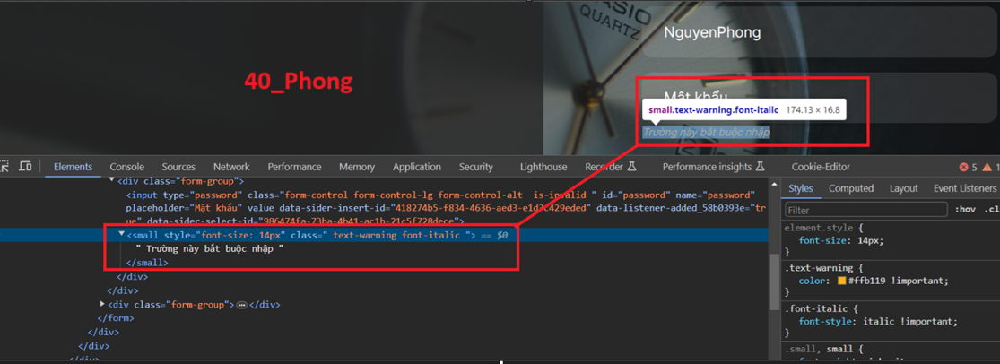 CASIO
QUARTZ
NguyenPhong
40_Phong
Mật khẩu
small.text-warning.font-italic 174.13 × 16.8
Trường này bắt buộc nhập
Elements Console Sources Network Performance Memory Application Security Lighthouse Recorder Performance insights Cookie-Editor 5 1
<div class="form-group">
<input type="password" class="form-control form-control-lg form-control-alt is-invalid " id="password" name="password"
placeholder="Mật khẩu" value data-sider-insert-id="418274b5-f834-4636-aed3-e1d2c429eded" data-listener-added_58b0393e="tr
ue" data-sider-select-id="986474fa-73ba-4b41-ac1b-21c5f728dece">
<small style="font-size: 14px" class=" text-warning font-italic "> == $0
" Trường này bắt buộc nhập "
</small>
</div>
</div>
<div class="form-group"> ••• </div>
</form>
</div>
</div>
</div>
Styles Computed Layout Event Listeners
Filter :hov .cl
element.style {
font-size: 14px;
}
.text-warning {
color: #ffb119 !important;
}
.font-italic {
font-style: italic !important;
}
.small, small {